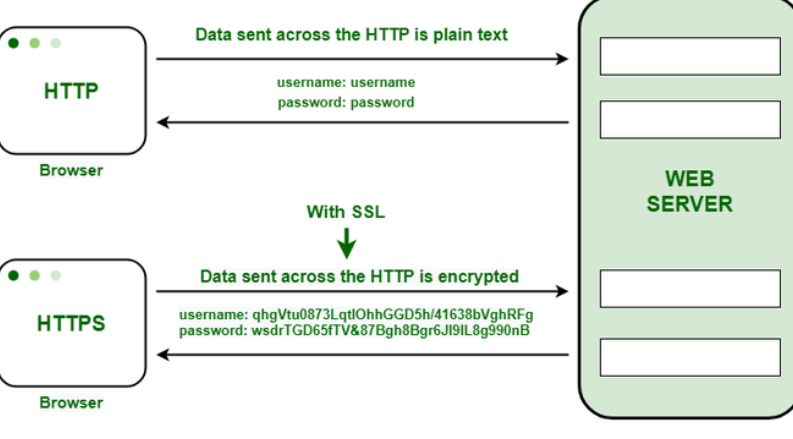 Data sent across the HTTP is plain text
HTTP
username: username
password: password
Browser
WEB
SERVER
With SSL
Data sent across the HTTP is encrypted
HTTPS
username: qhgVtu0873LqtIOhhGGD5h/41638bVghRFg
password: wsdrTGD65fTV&87Bgh8Bgr6JI9IL8g990nB
Browser